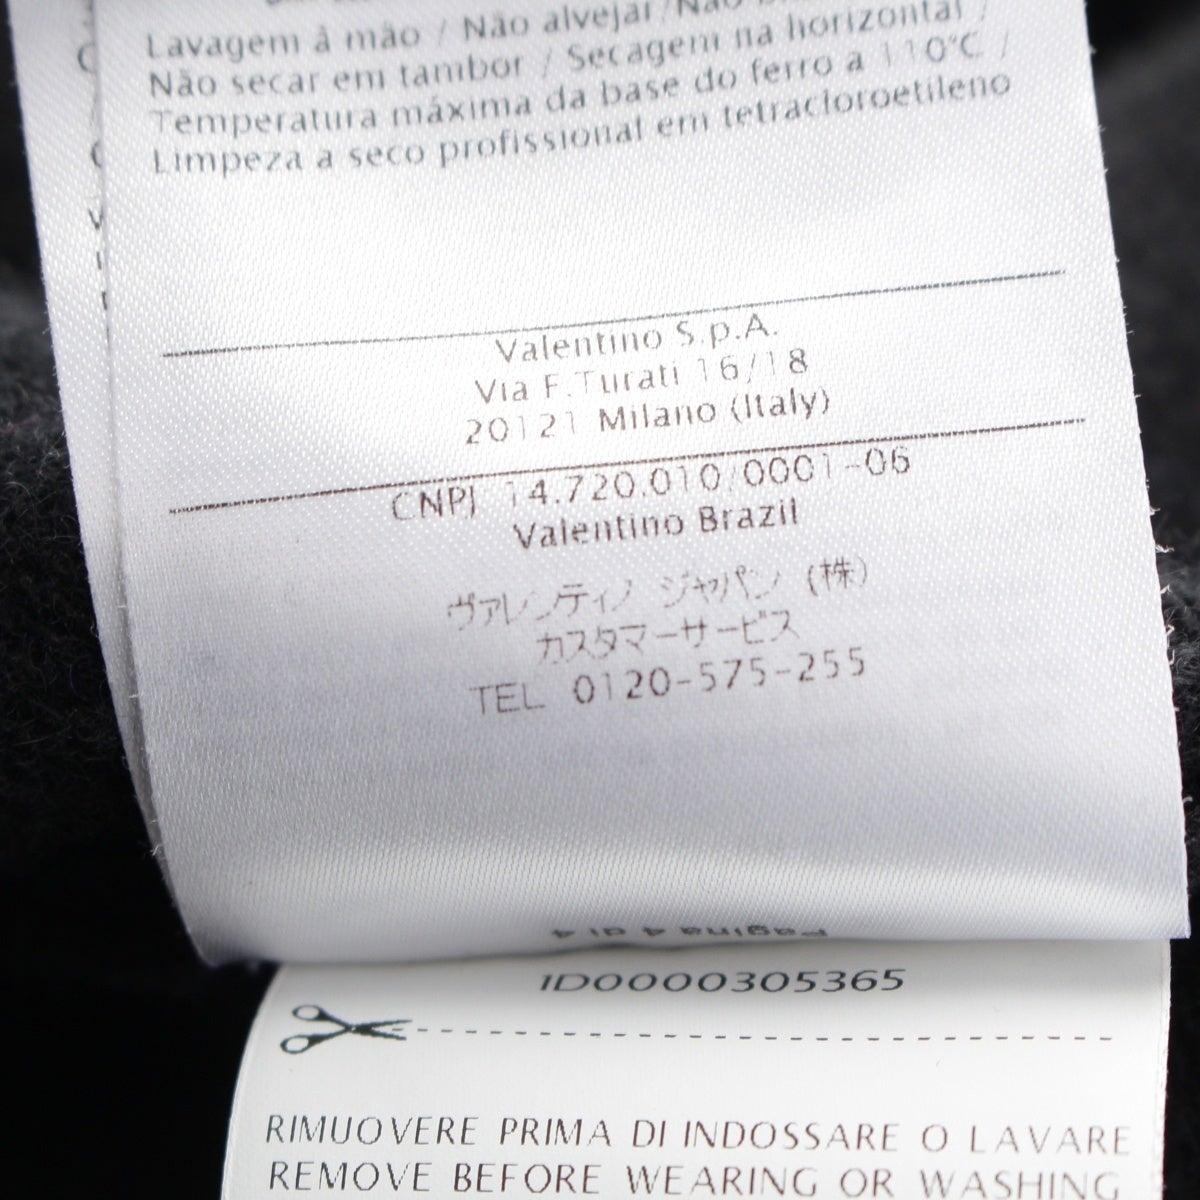 Lavagem à mão / Não alvejar / Não
Não secar em tambor / Secagem na horizontal /
Temperatura máxima da base do ferro a 110°C /
Limpeza a seco profissional em tetracloroetileno
Valentino S.p.A.
Via F.Turati 16/18
20121 Milano (Italy)
CNPJ 14.720.010/0001-06
Valentino Brazil
ヴァレンティノ ジャパン (株)
カスタマーサービス
TEL 0120-575-255
Pagina 4 di 4
ID0000305365
RIMUOVERE PRIMA DI INDOSSARE O LAVARE
REMOVE BEFORE WEARING OR WASHING